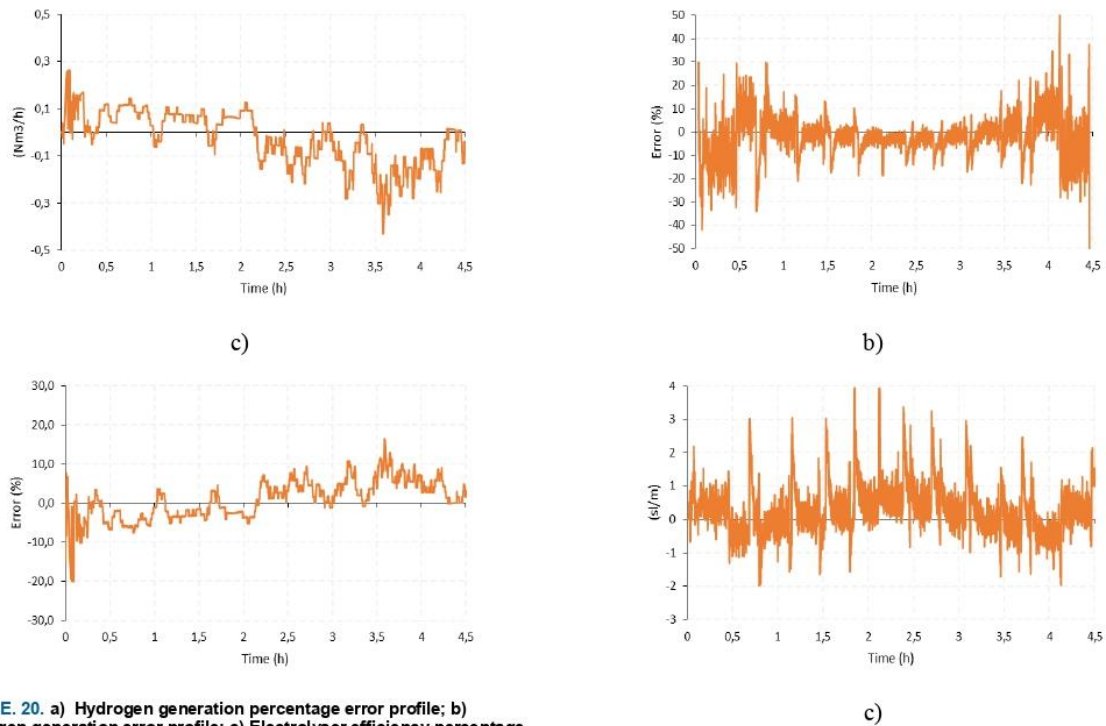 0,5
0,3
0,1
-0,1
-0,3
-0,5
(Nm3/h)
0 0,5 1 1,5 2 2,5 3 3,5 4 4,5
Time (h)
c)
30,0
20,0
10,0
0,0
-10,0
-20,0
-30,0
Error (%)
0 0,5 1 1,5 2 2,5 3 3,5 4 4,5
Time (h)
E. 20. a) Hydrogen generation percentage error profile; b)
50
40
30
20
10
0
-10
-20
-30
-40
-50
Error (%)
0 0,5 1 1,5 2 2,5 3 3,5 4 4,5
Time (h)
b)
4
3
2
1
0
-1
-2
-3
(sl/m)
0 0,5 1 1,5 2 2,5 3 3,5 4 4,5
Time (h)
c)